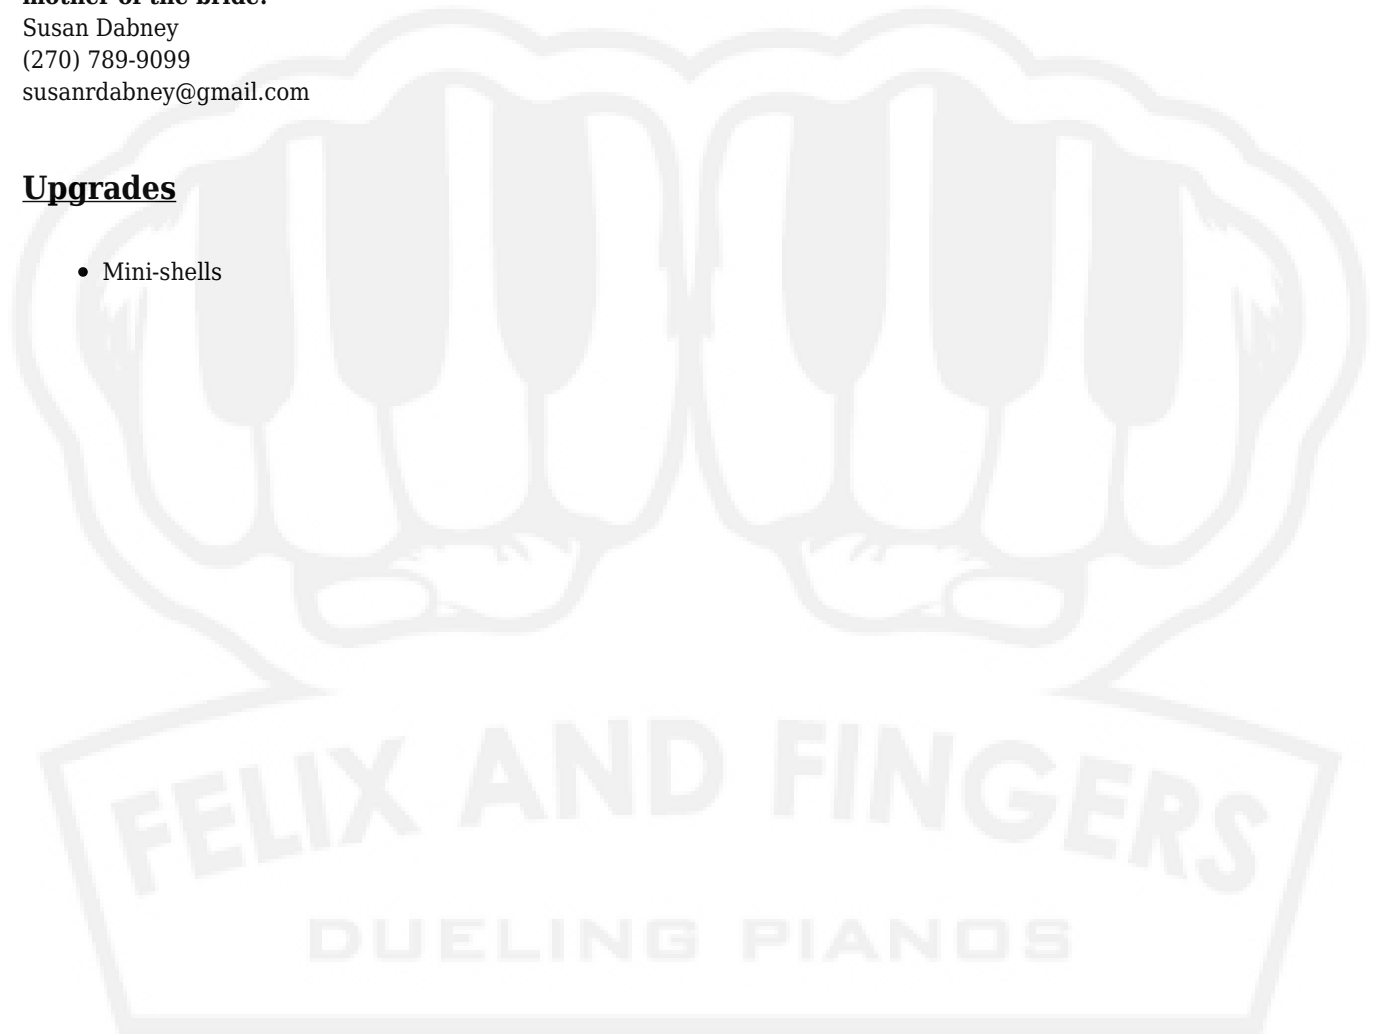 mother of the bride:
Susan Dabney
(270) 789-9099
susanrdabney@gmail.com
Upgrades
Mini-shells
FELIX AND FINGERS
DUELING PIANOS